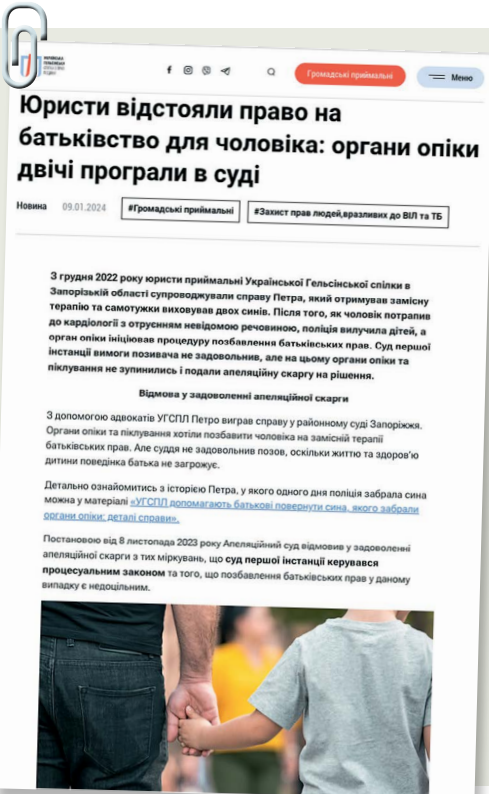 УКРАЇНСЬКА
ГЕЛЬСІНСЬКА
СПІЛКА З ПРАВ
ЛЮДИНИ
Громадські приймальні
Меню
Юристи відстояли право на
батьківство для чоловіка: органи опіки
двічі програли в суді
Новина 09.01.2024 #Громадські приймальні #Захист прав людей,вразливих до ВІЛ та ТБ
З грудня 2022 року юристи приймальні Української Гельсінської спілки в
Запорізькій області супроводжували справу Петра, який отримував замісну
терапію та самотужки виховував двох синів. Після того, як чоловік потрапив
до кардіології з отруєнням невідомою речовиною, поліція вилучила дітей, а
орган опіки ініціював процедуру позбавлення батьківських прав. Суд першої
інстанції вимоги позивача не задовольнив, але на цьому органи опіки та
піклування не зупинились і подали апеляційну скаргу на рішення.
Відмова у задоволенні апеляційної скарги
З допомогою адвокатів УГСПЛ Петро виграв справу у районному суді Запоріжжя.
Органи опіки та піклування хотіли позбавити чоловіка на замісній терапії
батьківських прав. Але суддя не задовольнив позов, оскільки життю та здоров'ю
дитини поведінка батька не загрожує.
Детально ознайомитись з історією Петра, у якого одного дня поліція забрала сина
можна у матеріалі «УГСПЛ допомагають батькові повернути сина, якого забрали
органи опіки: деталі справи».
Постановою від 8 листопада 2023 року Апеляційний суд відмовив у задоволенні
апеляційної скарги з тих міркувань, що суд першої інстанції керувався
процесуальним законом та того, що позбавлення батьківських прав у даному
випадку є недоцільним.